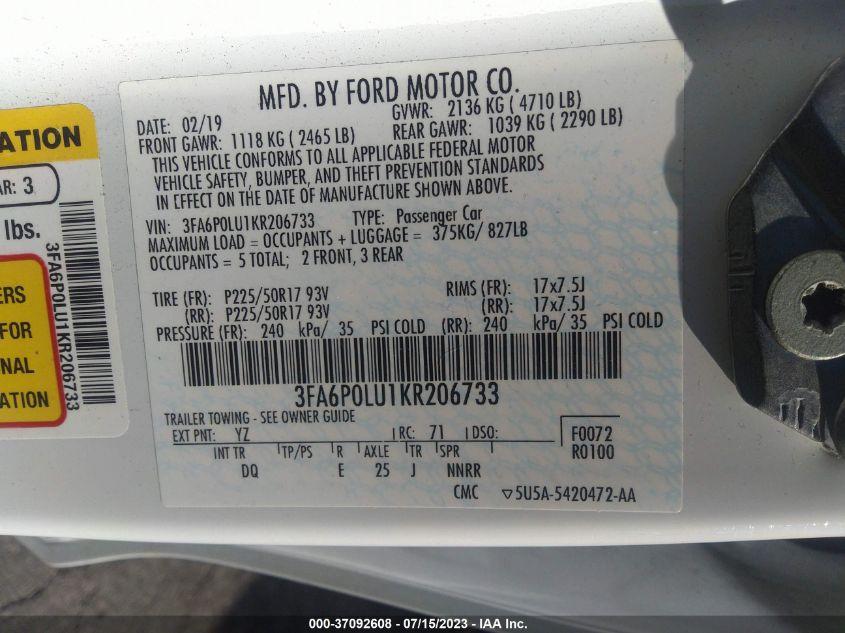 MFD. BY FORD MOTOR CO.
DATE: 02/19 GVWR: 2136 KG ( 4710 LB)
FRONT GAWR: 1118 KG ( 2465 LB) REAR GAWR: 1039 KG ( 2290 LB)
THIS VEHICLE CONFORMS TO ALL APPLICABLE FEDERAL MOTOR
VEHICLE SAFETY, BUMPER, AND THEFT PREVENTION STANDARDS
IN EFFECT ON THE DATE OF MANUFACTURE SHOWN ABOVE.
VIN: 3FA6P0LU1KR206733 TYPE: Passenger Car
MAXIMUM LOAD = OCCUPANTS + LUGGAGE = 375KG/ 827LB
OCCUPANTS = 5 TOTAL; 2 FRONT, 3 REAR
TIRE (FR): P225/50R17 93V RIMS (FR): 17x7.5J
(RR): P225/50R17 93V (RR): 17x7.5J
PRESSURE (FR): 240 kPa/ 35 PSI COLD (RR): 240 kPa/ 35 PSI COLD
3FA6P0LU1KR206733
TRAILER TOWING - SEE OWNER GUIDE
EXT PNT: YZ RC: 71 DSO: F0072
INT TR TP/PS R AXLE TR SPR R0100
DQ E 25 J NNRR
CMC ▽5U5A-5420472-AA
ATION
AR: 3
lbs.
ERS
FOR
NAL
ATION
3FA6P0LU1KR206733
000-37092608 - 07/15/2023 - IAA Inc.